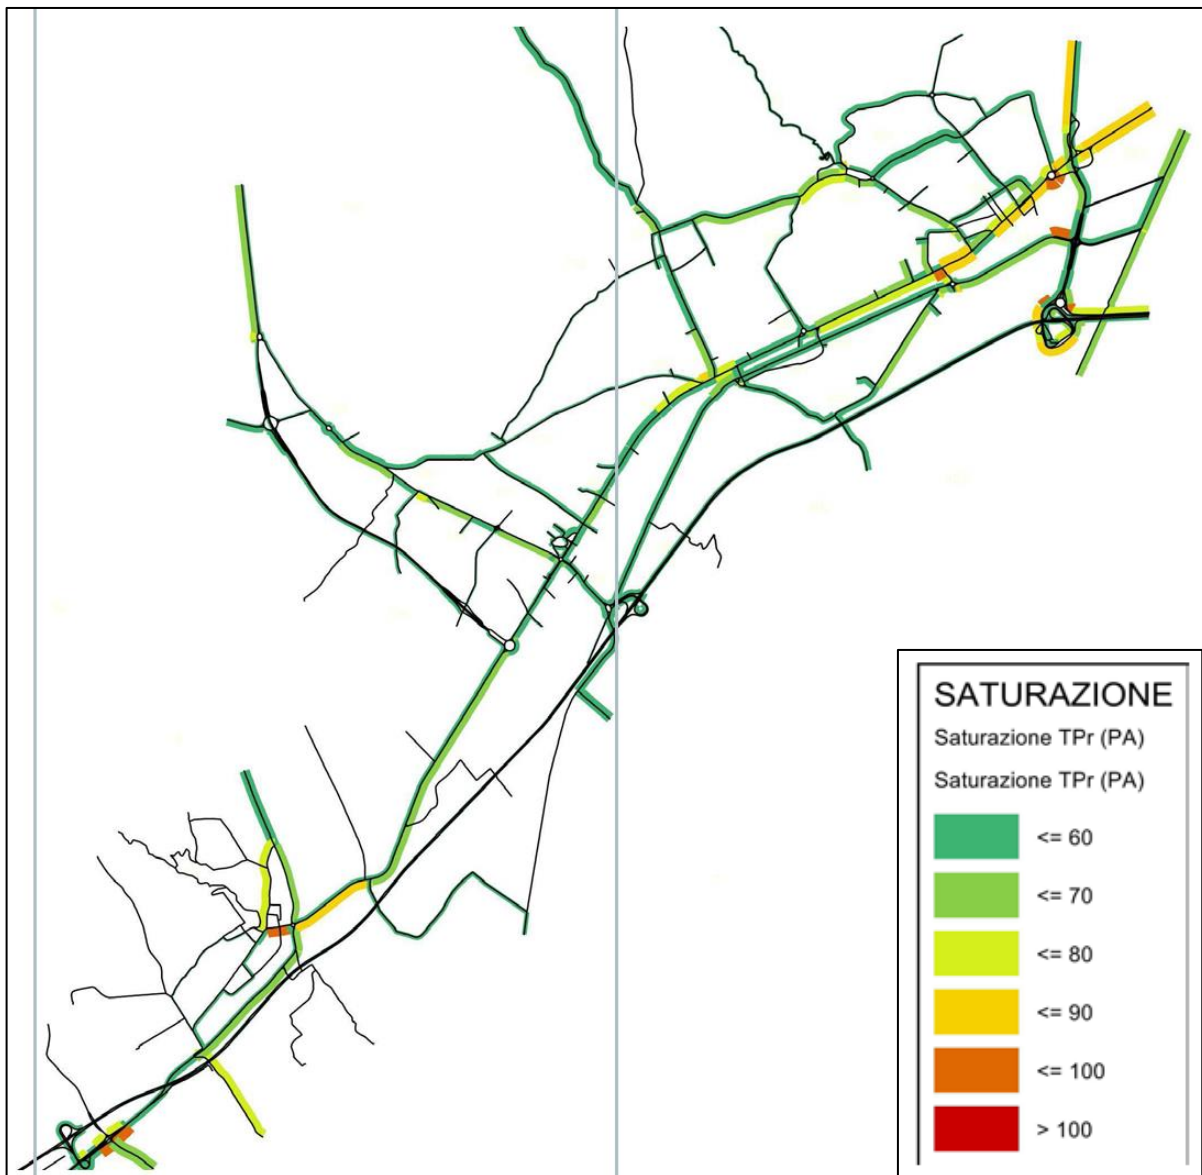 SATURAZIONE
Saturazione TPr (PA)
Saturazione TPr (PA)
<= 60
<= 70
<= 80
<= 90
<= 100
> 100